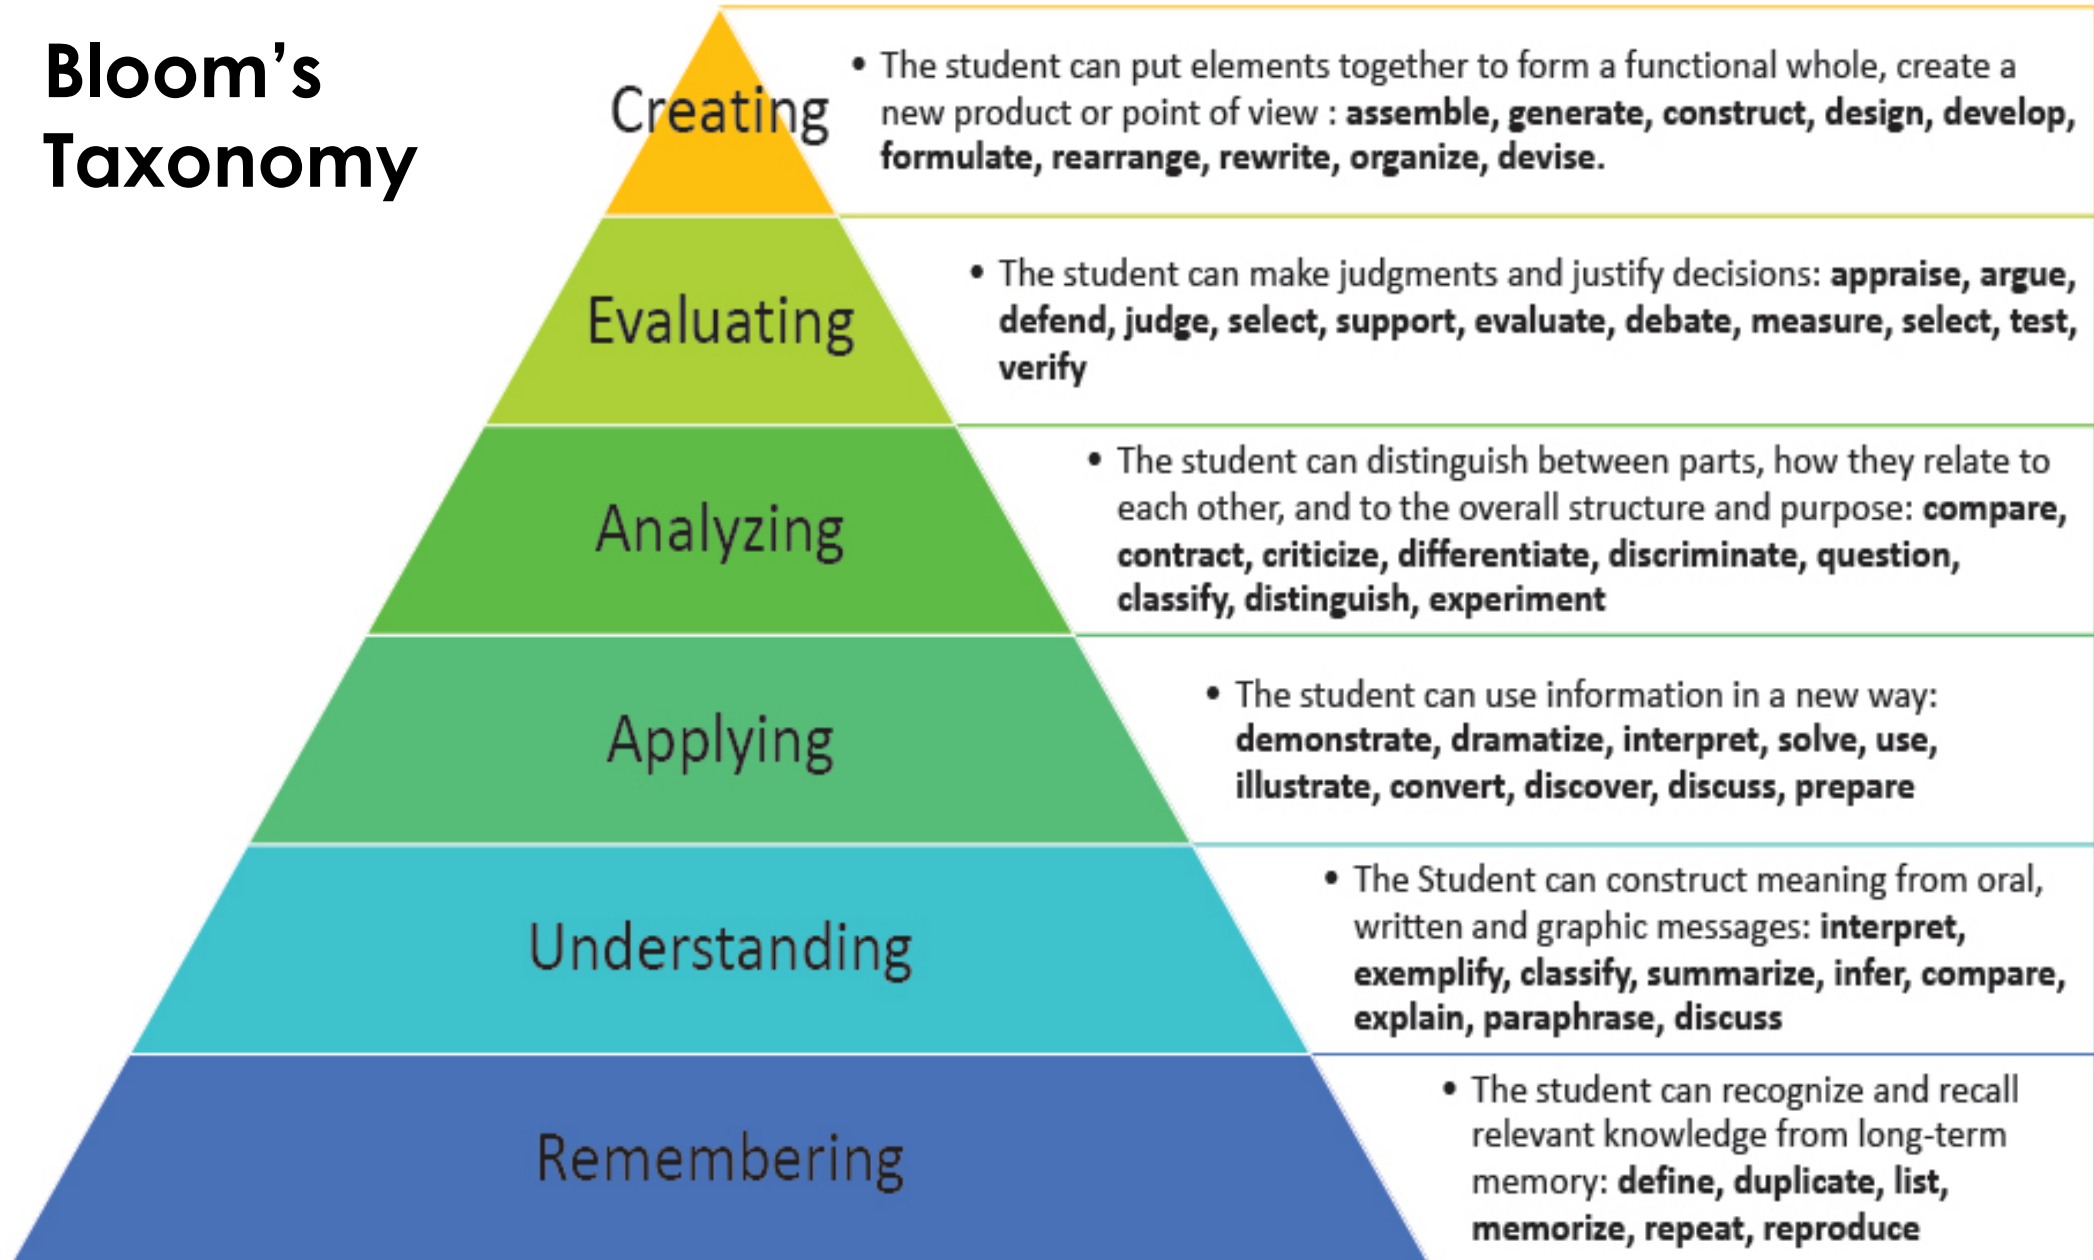 Bloom's
Taxonomy
Creating
• The student can put elements together to form a functional whole, create a
new product or point of view : assemble, generate, construct, design, develop,
formulate, rearrange, rewrite, organize, devise.
Evaluating
• The student can make judgments and justify decisions: appraise, argue,
defend, judge, select, support, evaluate, debate, measure, select, test,
verify
Analyzing
• The student can distinguish between parts, how they relate to
each other, and to the overall structure and purpose: compare,
contract, criticize, differentiate, discriminate, question,
classify, distinguish, experiment
Applying
• The student can use information in a new way:
demonstrate, dramatize, interpret, solve, use,
illustrate, convert, discover, discuss, prepare
Understanding
• The Student can construct meaning from oral,
written and graphic messages: interpret,
exemplify, classify, summarize, infer, compare,
explain, paraphrase, discuss
Remembering
• The student can recognize and recall
relevant knowledge from long-term
memory: define, duplicate, list,
memorize, repeat, reproduce